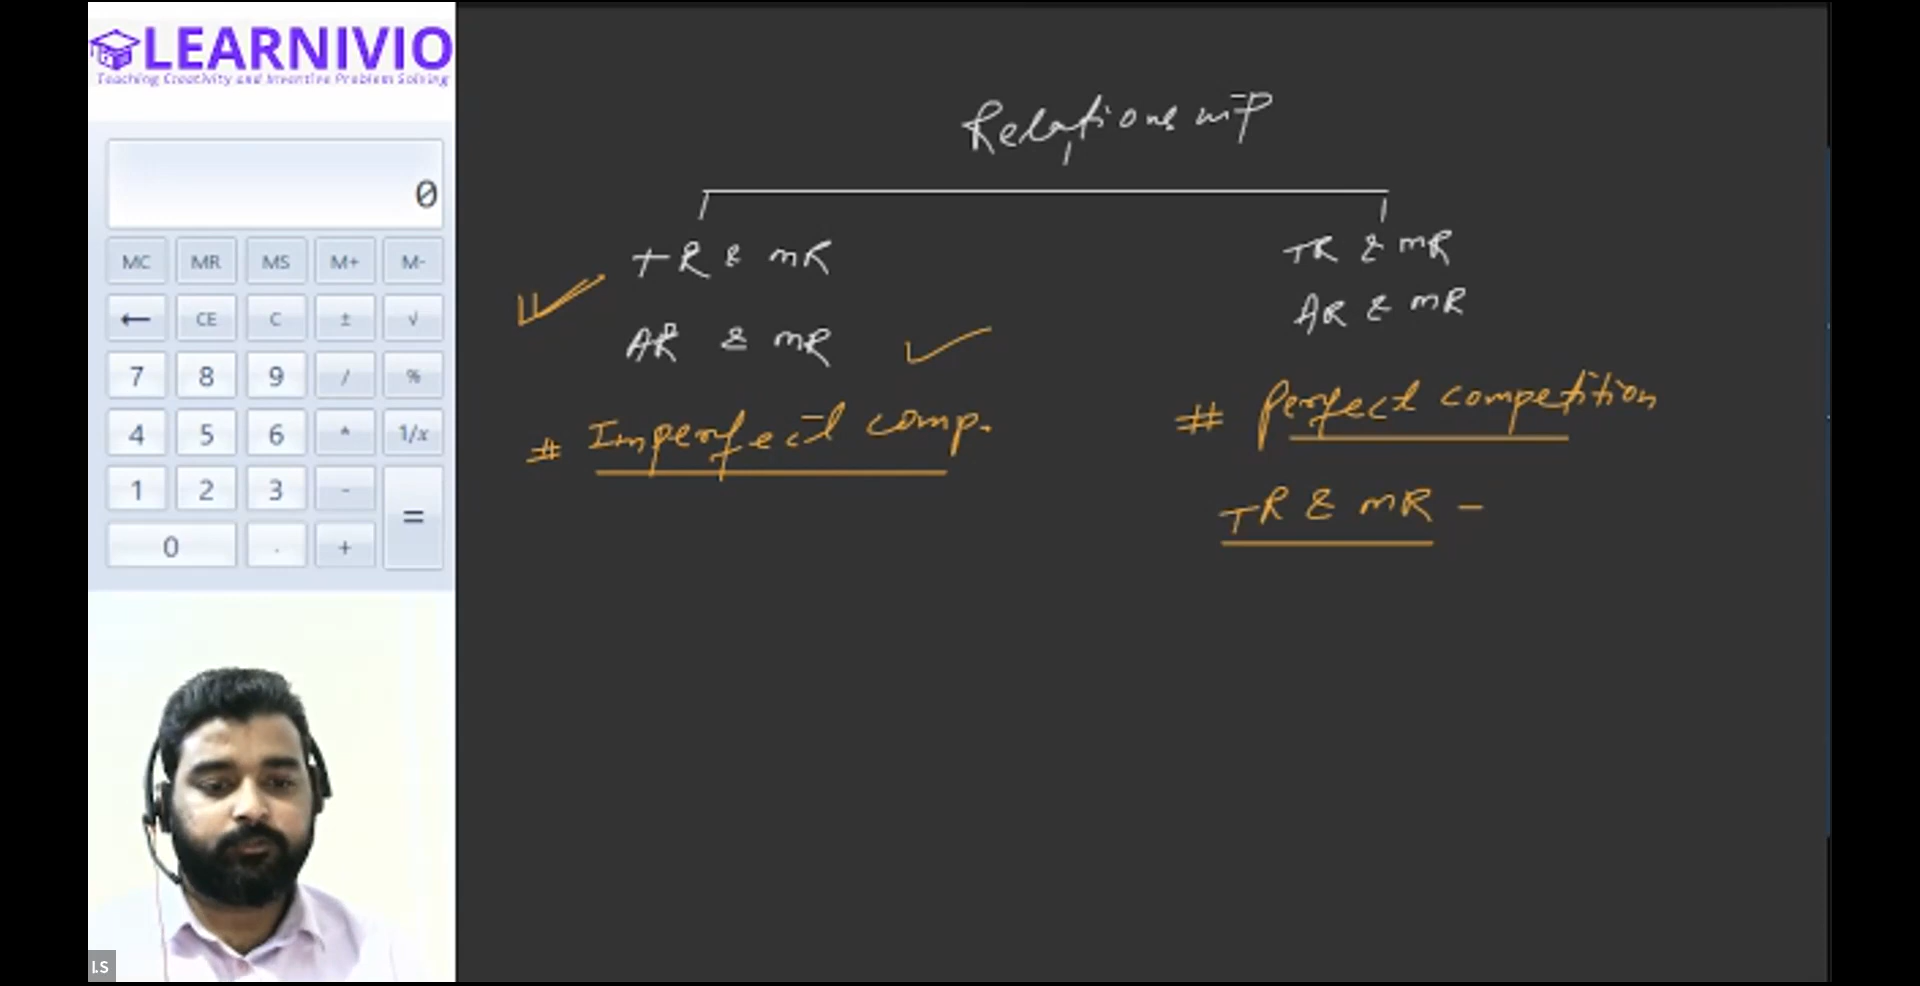 LEARNIVIO
Teaching Creativity and Inventive Problem Solving
0
MC MR MS M+ M-
← CE C ± √
7 8 9 / %
4 5 6 * 1/x
1 2 3 - =
0 . +
I.S
Relationship
TR & MR
AR & MR
# Imperfect comp.
TR & MR
AR & MR
# Perfect competition
TR & MR -